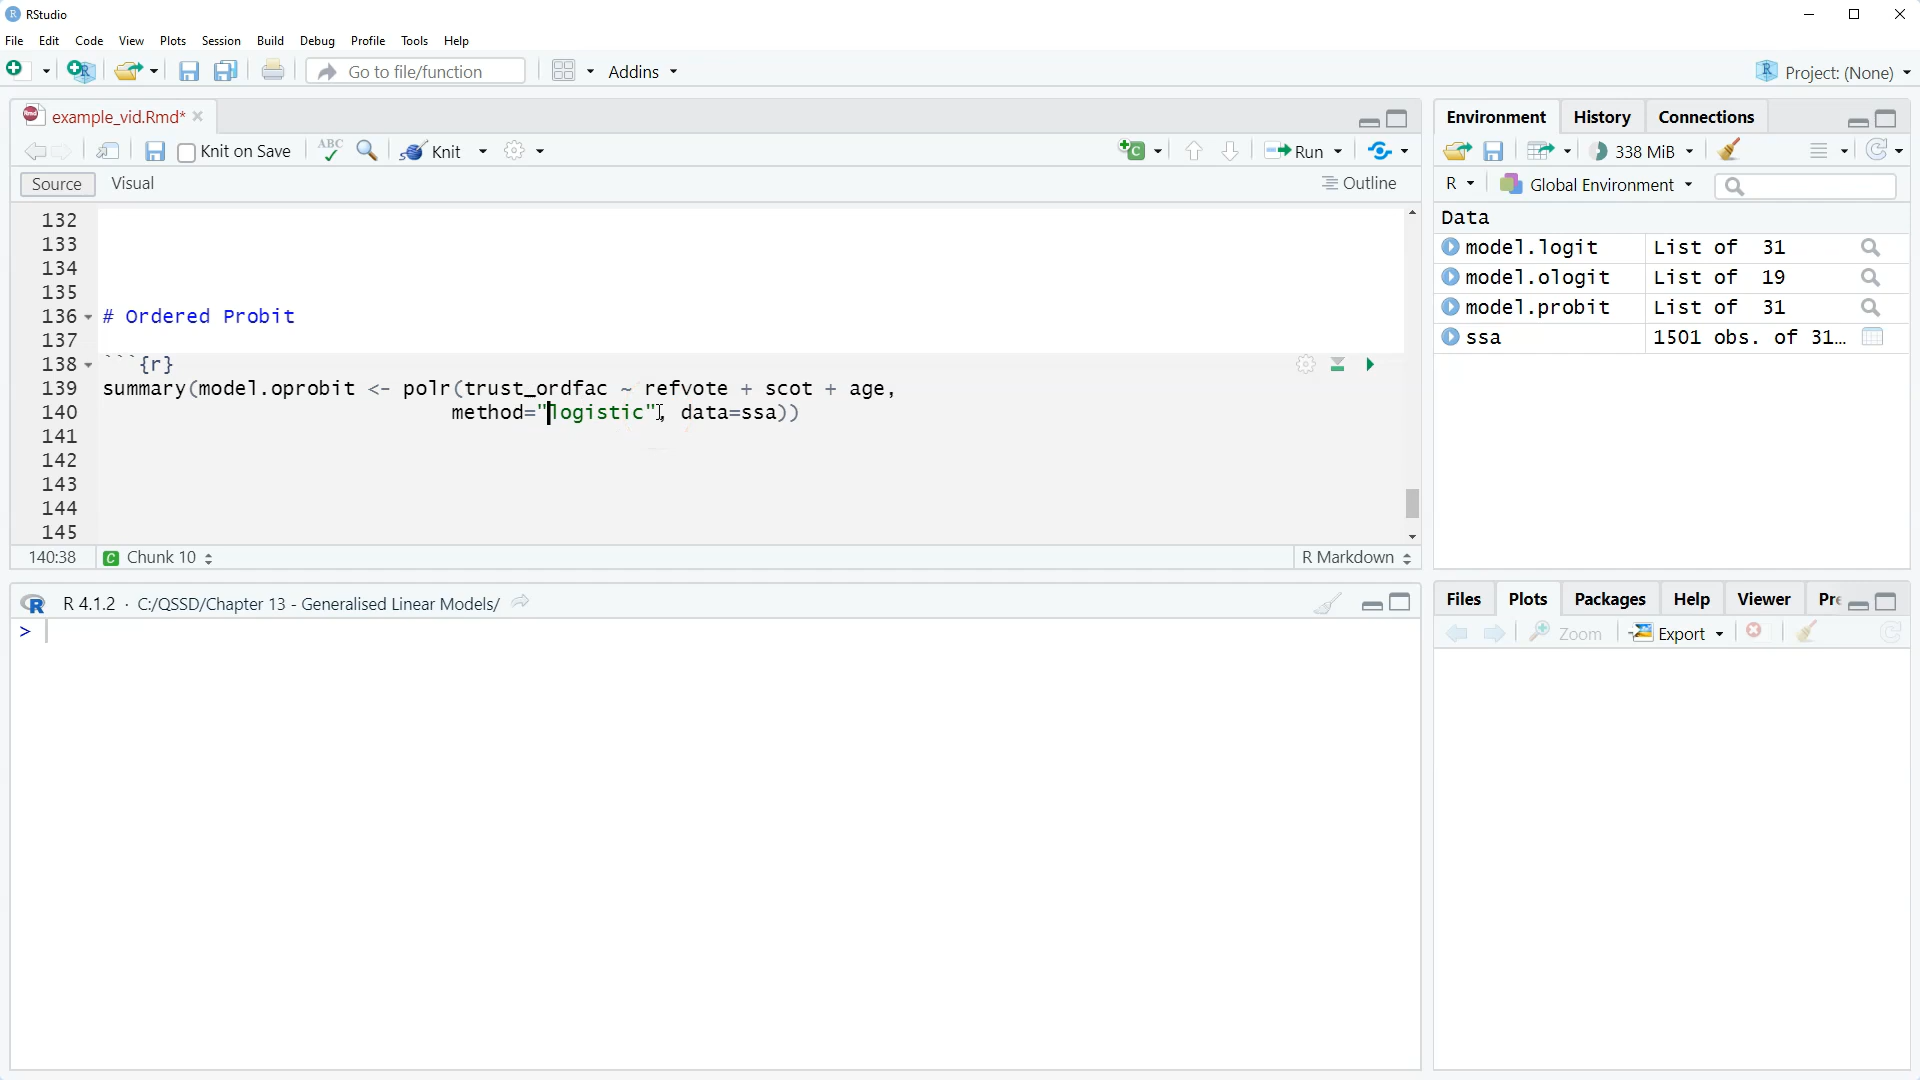 RStudio
File Edit Code View Plots Session Build Debug Profile Tools Help
Go to file/function Addins Project: (None)
example_vid.Rmd*
Knit on Save ABC Knit Run
Source Visual Outline
132
133
134
135
136 # Ordered Probit
137
138 ```{r}
139 summary(model.oprobit <- polr(trust_ordfac ~ refvote + scot + age,
140 method="logistic", data=ssa))
141
142
143
144
145
140:38 Chunk 10 R Markdown
R 4.1.2 · C:/QSSD/Chapter 13 - Generalised Linear Models/
>
Environment History Connections
338 MiB
R Global Environment
Data
model.logit List of 31
model.ologit List of 19
model.probit List of 31
ssa 1501 obs. of 31…
Files Plots Packages Help Viewer Pre
Zoom Export